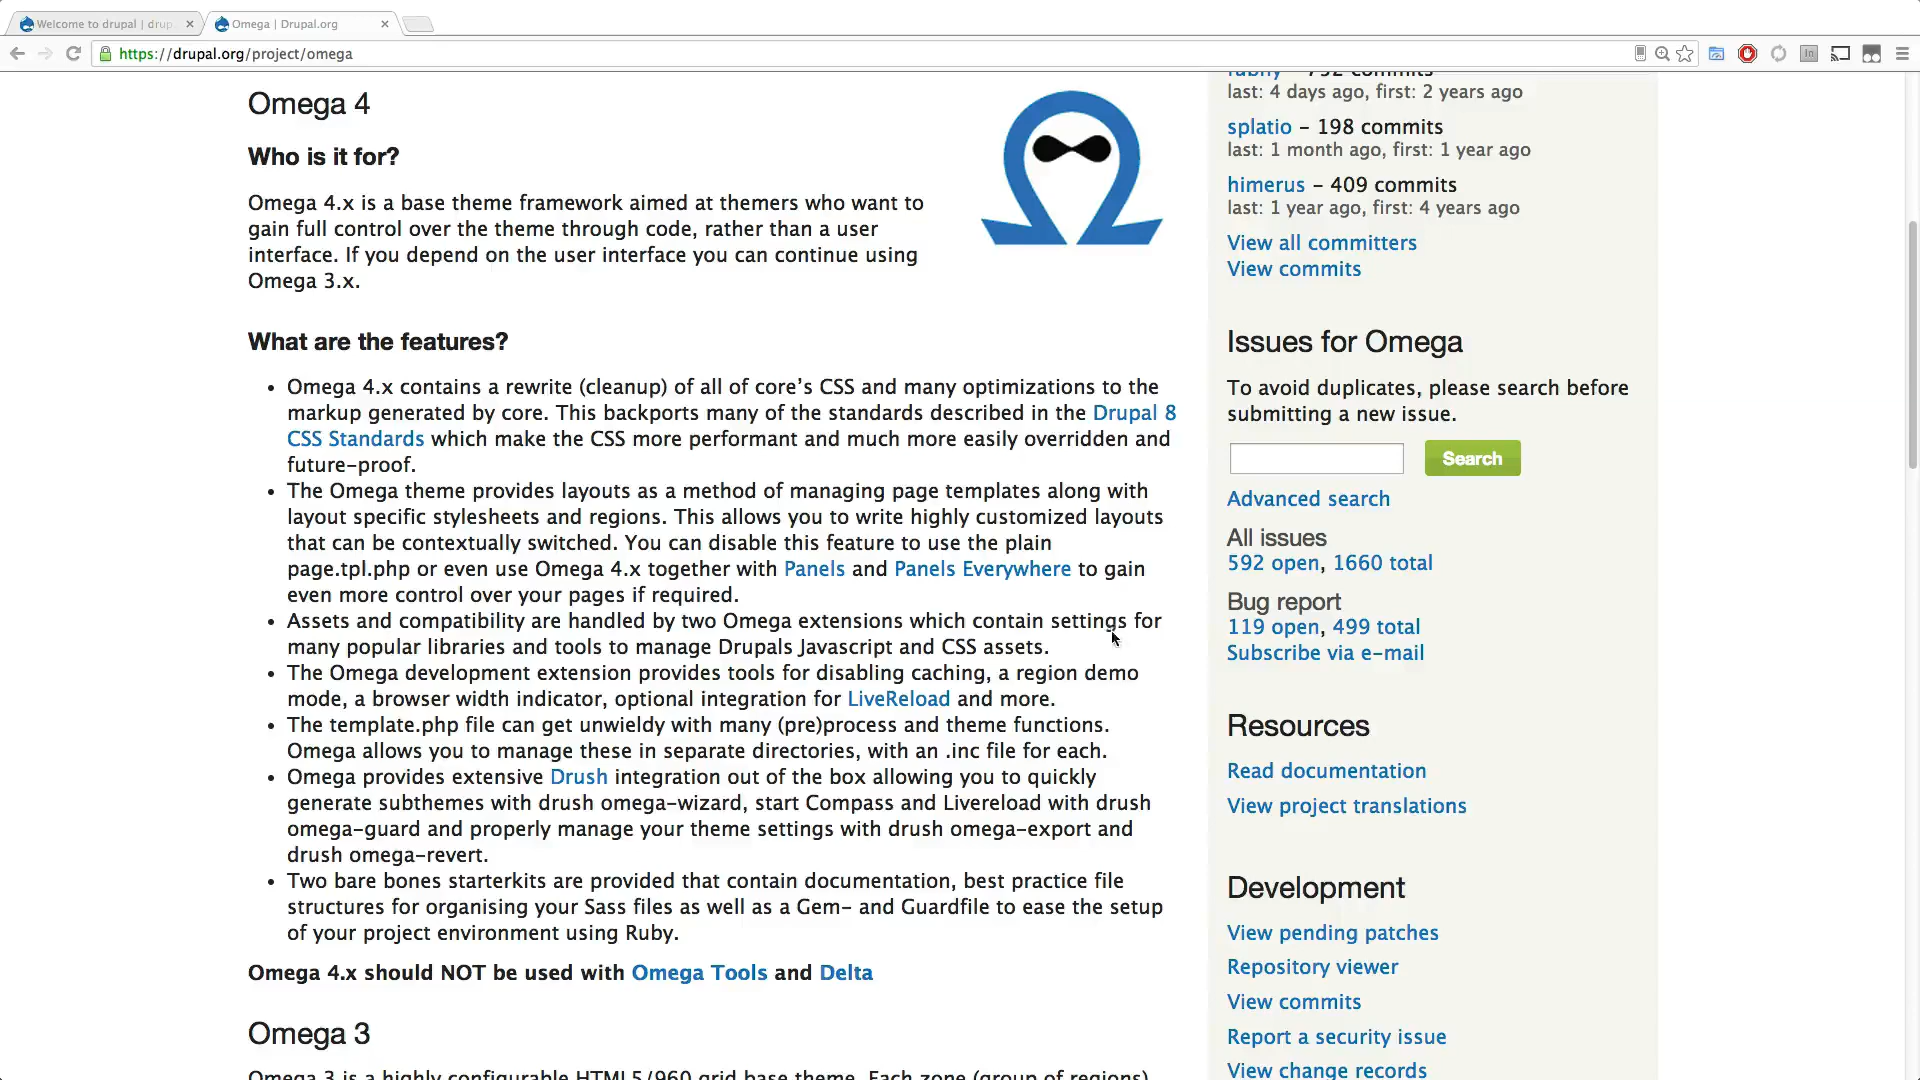 Welcome to drupal | drup
Omega | Drupal.org
https://drupal.org/project/omega
Omega 4
Who is it for?
Omega 4.x is a base theme framework aimed at themers who want to
gain full control over the theme through code, rather than a user
interface. If you depend on the user interface you can continue using
Omega 3.x.
What are the features?
• Omega 4.x contains a rewrite (cleanup) of all of core's CSS and many optimizations to the
markup generated by core. This backports many of the standards described in the Drupal 8
CSS Standards which make the CSS more performant and much more easily overridden and
future-proof.
• The Omega theme provides layouts as a method of managing page templates along with
layout specific stylesheets and regions. This allows you to write highly customized layouts
that can be contextually switched. You can disable this feature to use the plain
page.tpl.php or even use Omega 4.x together with Panels and Panels Everywhere to gain
even more control over your pages if required.
• Assets and compatibility are handled by two Omega extensions which contain settings for
many popular libraries and tools to manage Drupals Javascript and CSS assets.
• The Omega development extension provides tools for disabling caching, a region demo
mode, a browser width indicator, optional integration for LiveReload and more.
• The template.php file can get unwieldy with many (pre)process and theme functions.
Omega allows you to manage these in separate directories, with an .inc file for each.
• Omega provides extensive Drush integration out of the box allowing you to quickly
generate subthemes with drush omega-wizard, start Compass and Livereload with drush
omega-guard and properly manage your theme settings with drush omega-export and
drush omega-revert.
• Two bare bones starterkits are provided that contain documentation, best practice file
structures for organising your Sass files as well as a Gem- and Guardfile to ease the setup
of your project environment using Ruby.
Omega 4.x should NOT be used with Omega Tools and Delta
Omega 3
Omega 3 is a highly configurable HTML5/960 grid base theme. Each zone (group of regions)
commits
last: 4 days ago, first: 2 years ago
splatio – 198 commits
last: 1 month ago, first: 1 year ago
himerus – 409 commits
last: 1 year ago, first: 4 years ago
View all committers
View commits
Issues for Omega
To avoid duplicates, please search before
submitting a new issue.
Search
Advanced search
All issues
592 open, 1660 total
Bug report
119 open, 499 total
Subscribe via e-mail
Resources
Read documentation
View project translations
Development
View pending patches
Repository viewer
View commits
Report a security issue
View change records